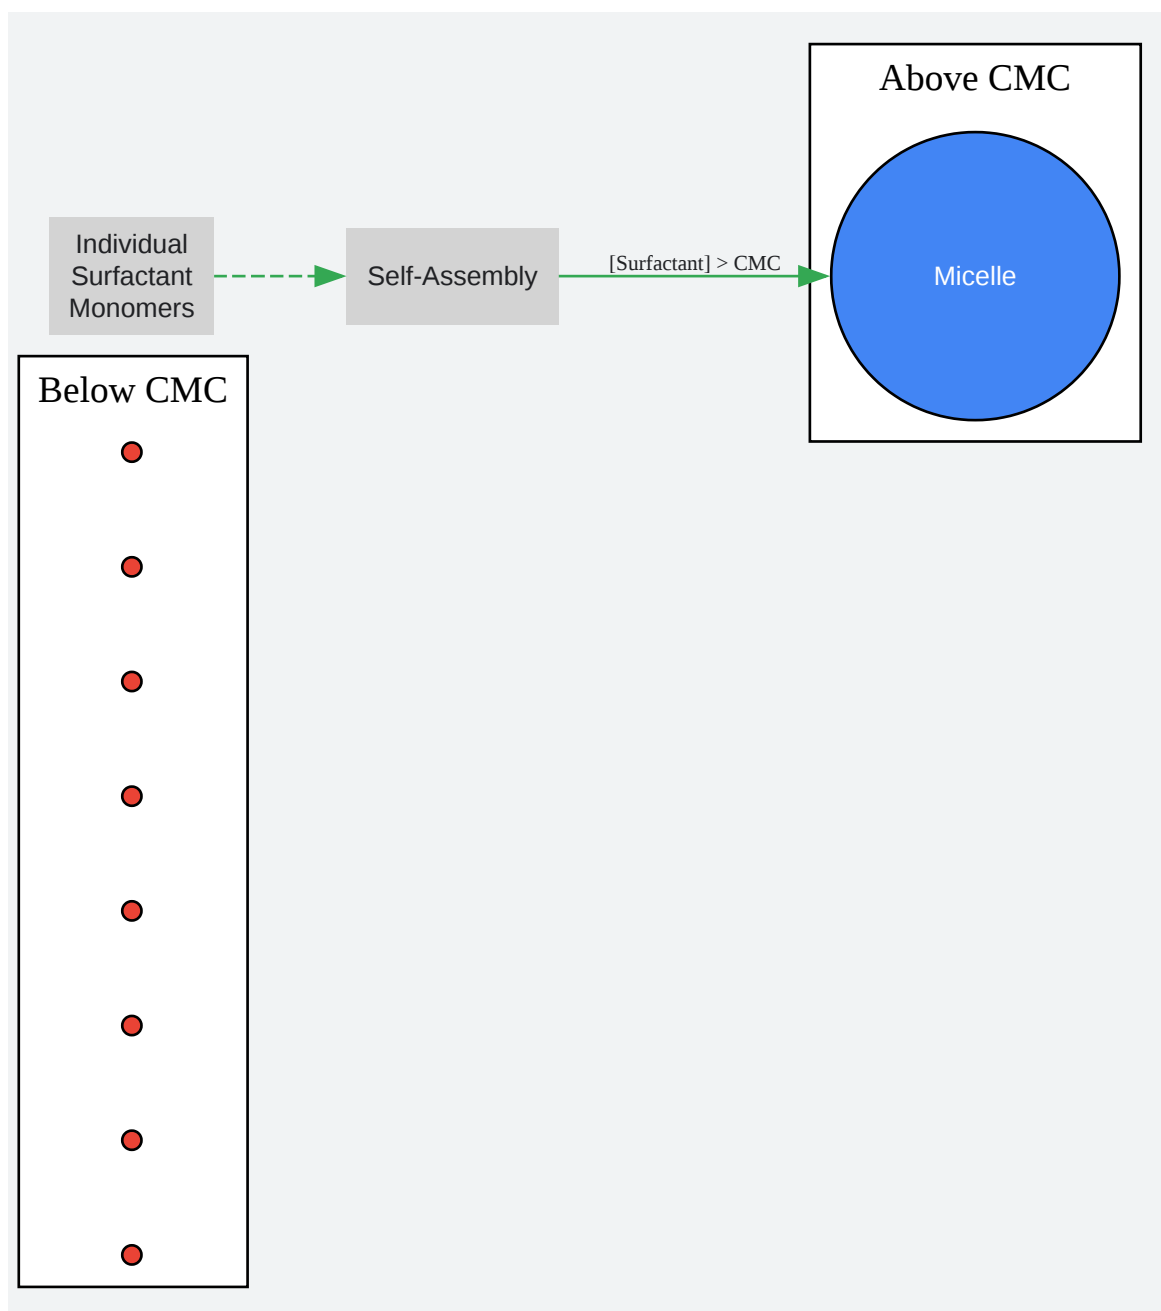 Above CMC
Individual
Surfactant
Monomers
Self-Assembly
[Surfactant] > CMC
Micelle
Below CMC